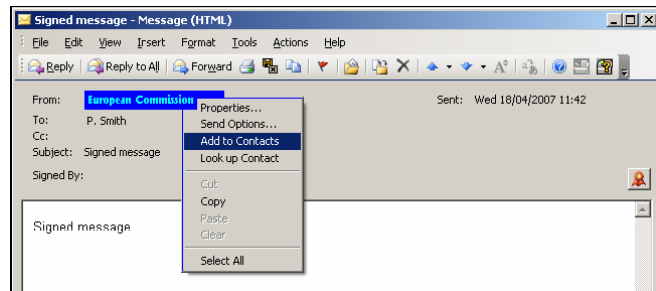 Signed message - Message (HTML)
File Edit View Insert Format Tools Actions Help
Reply Reply to All Forward
From: European Commission Sent: Wed 18/04/2007 11:42
To: P. Smith
Cc:
Subject: Signed message
Signed By:
Properties...
Send Options...
Add to Contacts
Look up Contact
Cut
Copy
Paste
Clear
Select All
Signed message